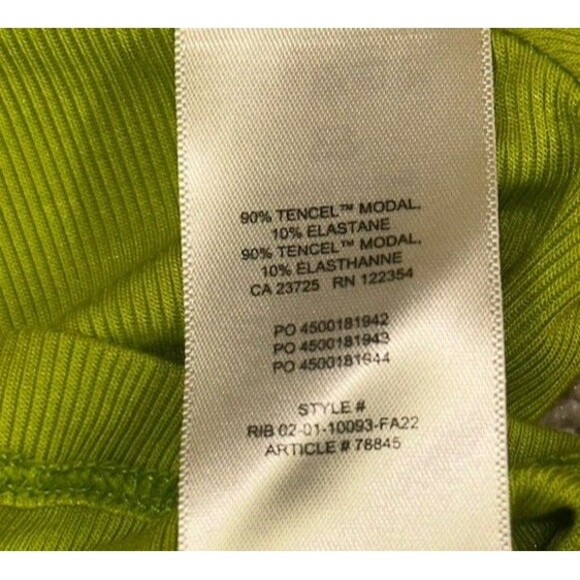 90% TENCEL™ MODAL,
10% ELASTANE
90% TENCEL™ MODAL,
10% ÉLASTHANNE
CA 23725 RN 122354
PO 4500181942
PO 4500181943
PO 4500181944
STYLE #
RIB 02-01-10093-FA22
ARTICLE # 78845